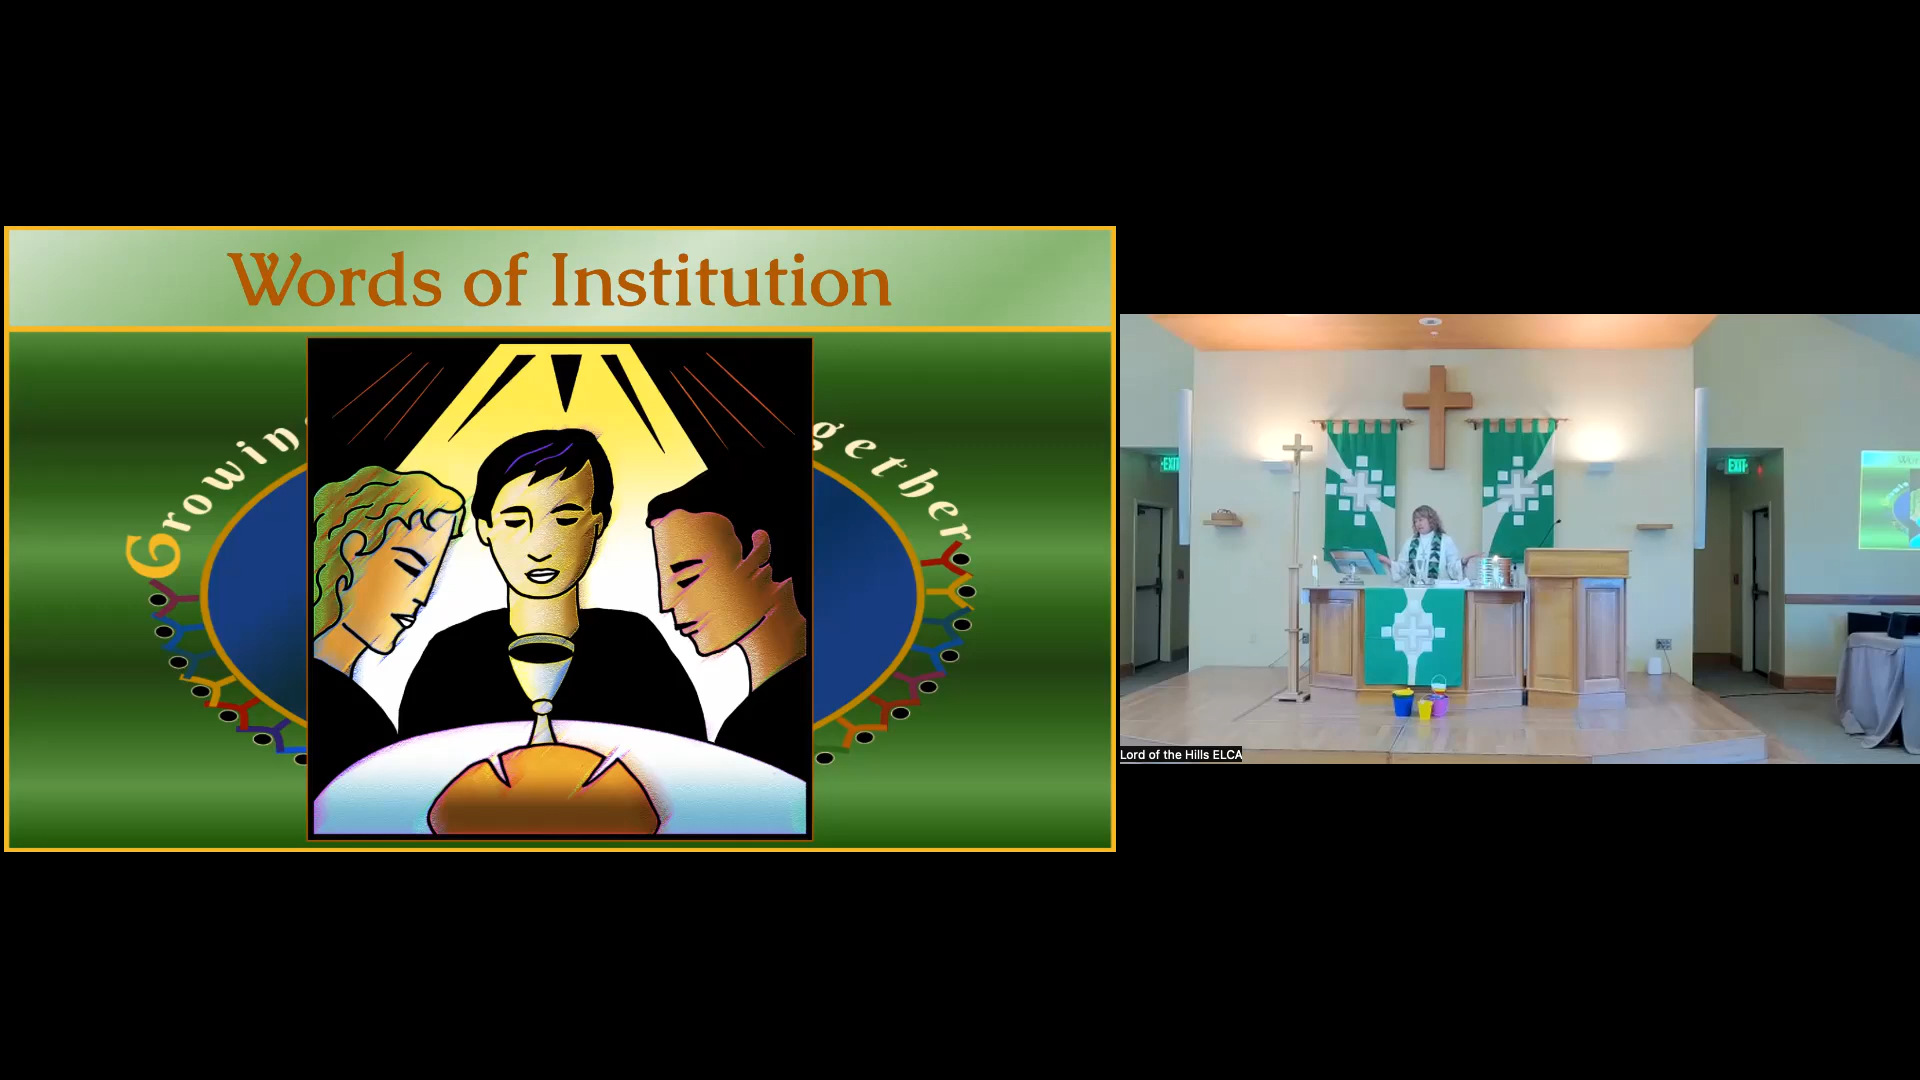 Words of Institution
Growin
gether
EXIT
EXIT
Lord of the Hills ELCA